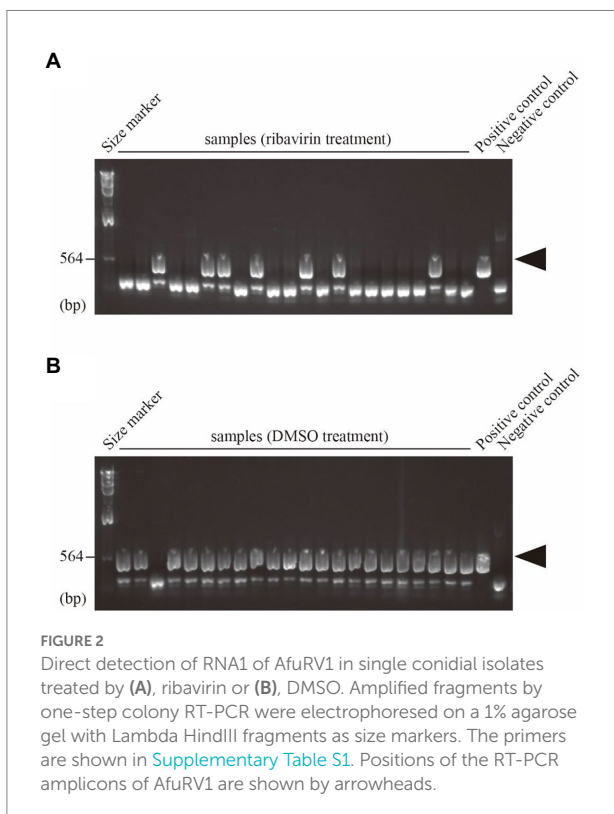 A
Size marker
samples (ribavirin treatment)
Positive control
Negative control
564
(bp)
B
Size marker
samples (DMSO treatment)
Positive control
Negative control
564
(bp)
FIGURE 2
Direct detection of RNA1 of AfuRV1 in single conidial isolates
treated by (A), ribavirin or (B), DMSO. Amplified fragments by
one-step colony RT-PCR were electrophoresed on a 1% agarose
gel with Lambda HindIII fragments as size markers. The primers
are shown in Supplementary Table S1. Positions of the RT-PCR
amplicons of AfuRV1 are shown by arrowheads.